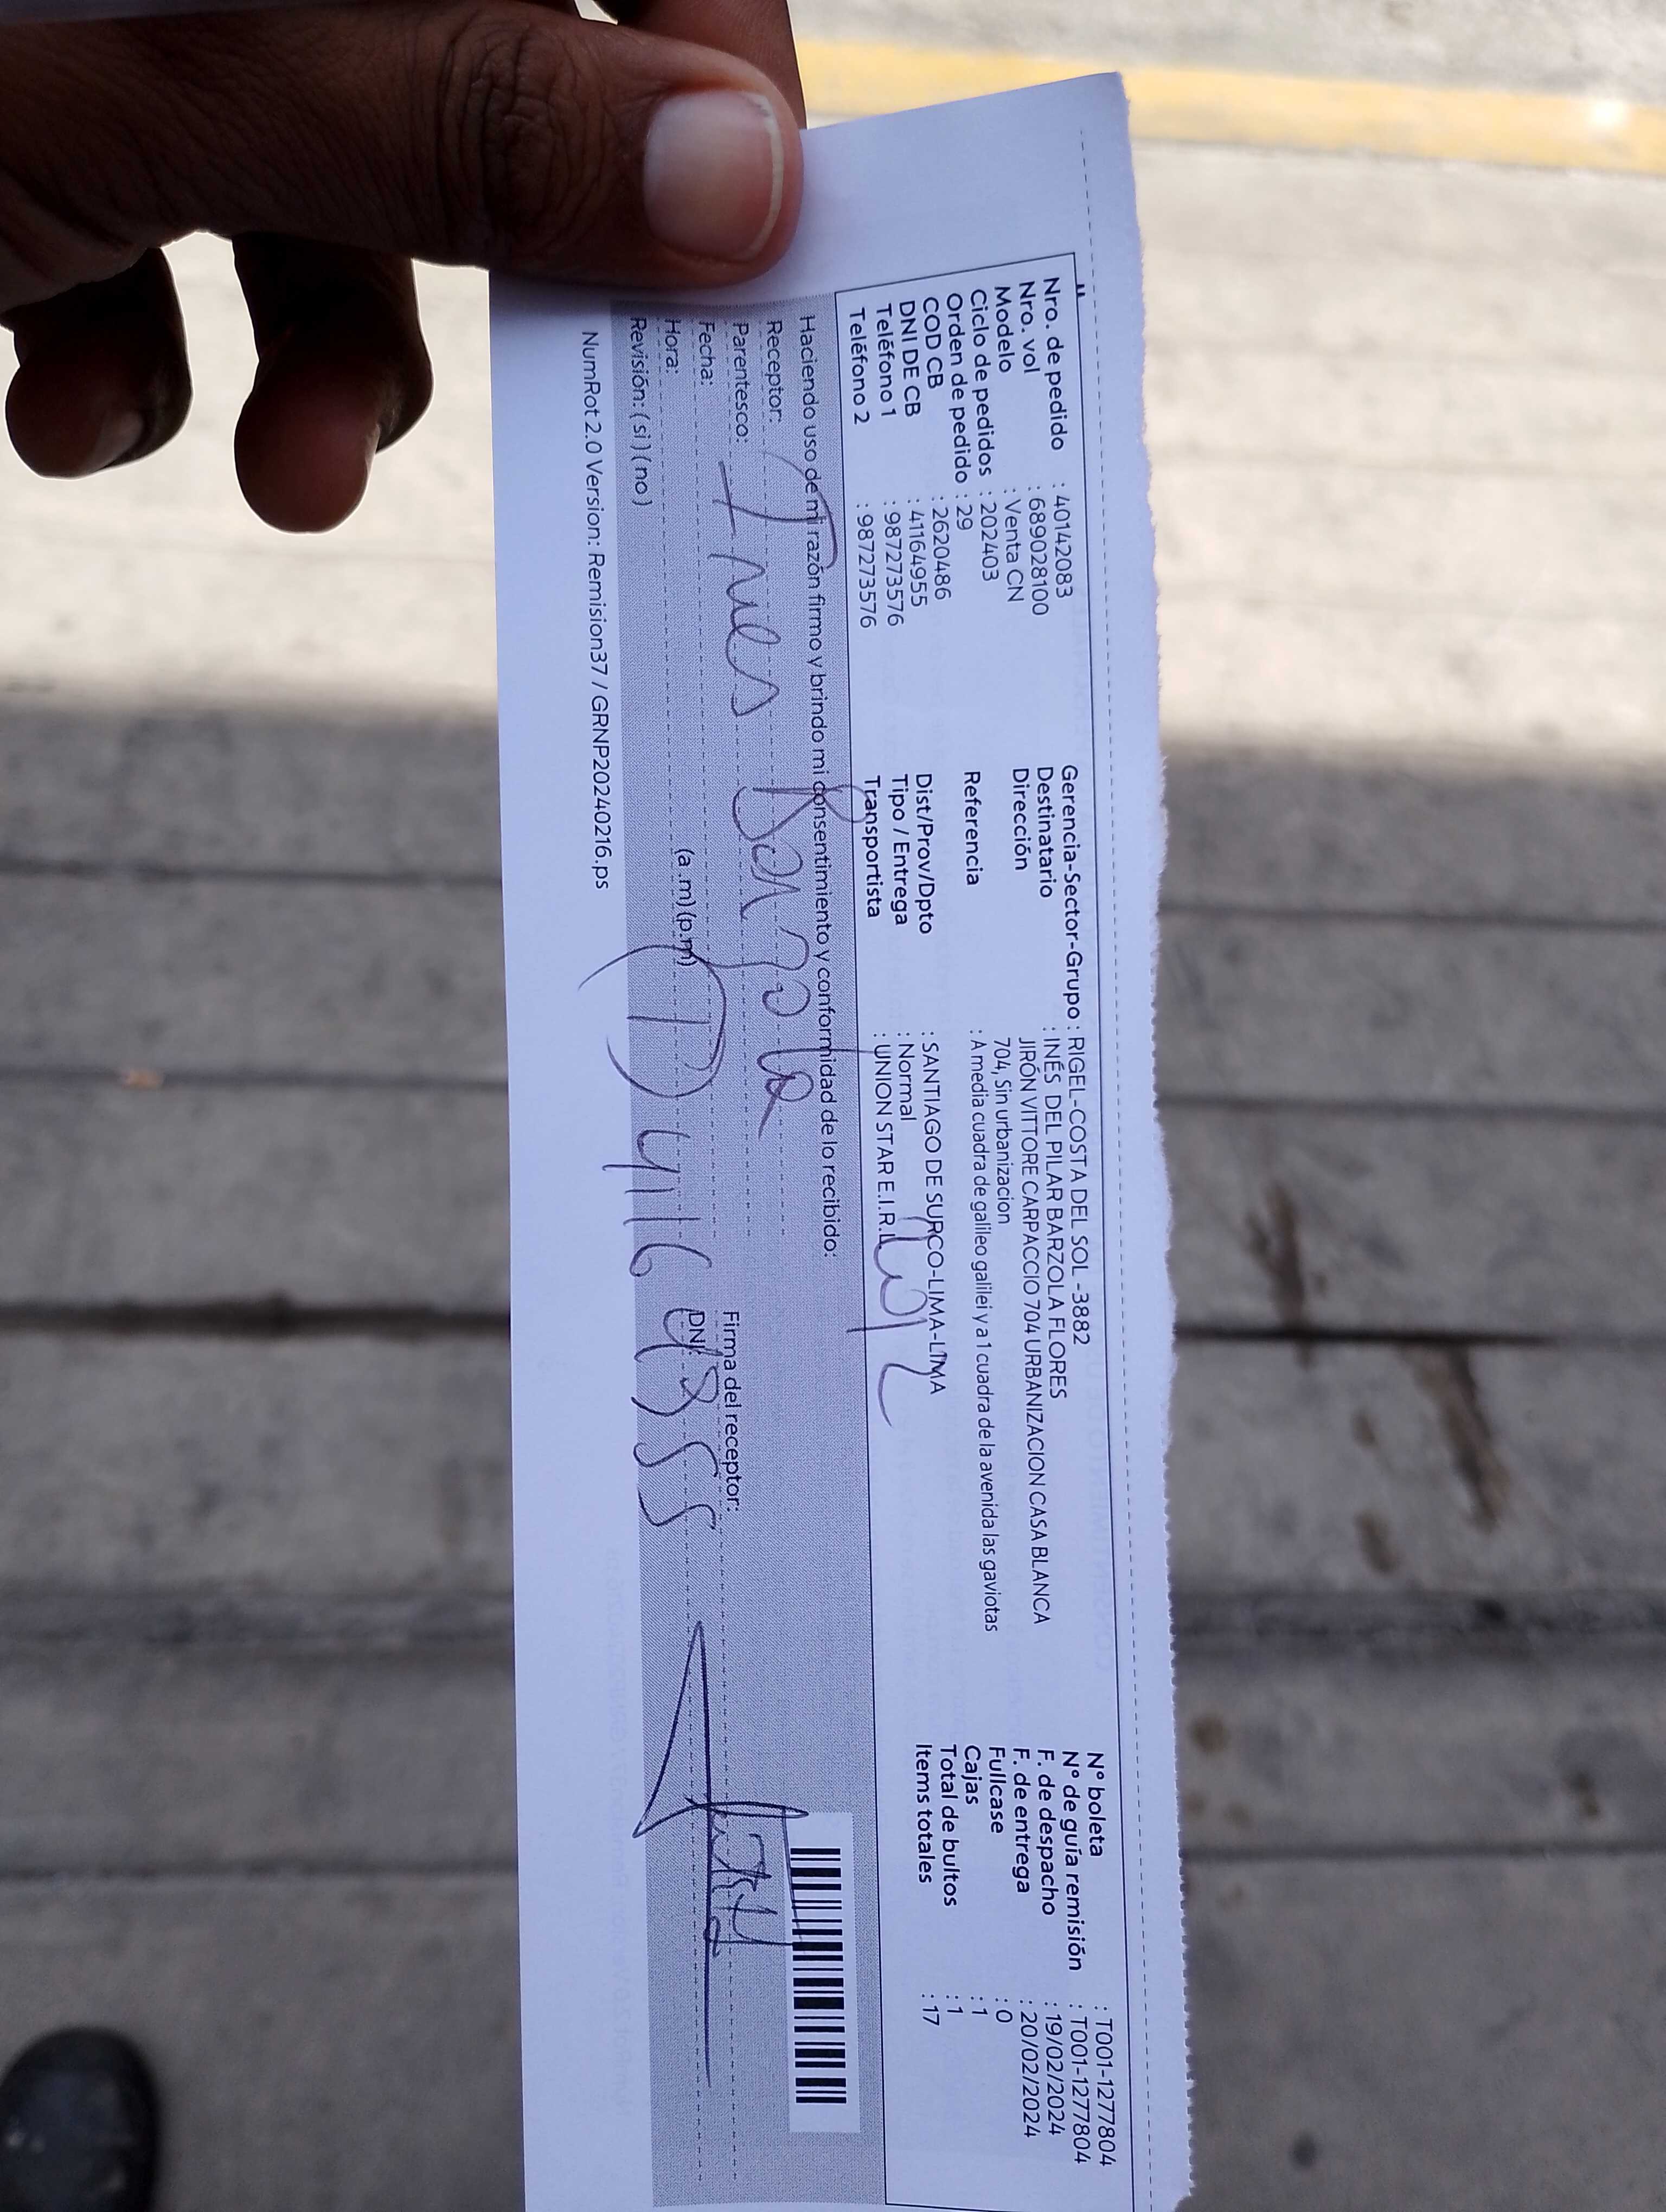 Nro. de pedido : 40142083
Nro. vol : 689028100
Modelo : Venta CN
Ciclo de pedidos : 202403
Orden de pedido : 29
COD CB : 2620486
DNI DE CB : 41164955
Teléfono 1 : 987273576
Teléfono 2 : 987273576
Gerencia-Sector-Grupo : RIGEL-COSTA DEL SOL -3882
Destinatario : INÉS DEL PILAR BARZOLA FLORES
Dirección JIRÓN VITTORE CARPACCIO 704 URBANIZACION CASA BLANCA
704, Sin urbanizacion
Referencia : A media cuadra de galileo galilei y a 1 cuadra de la avenida las gaviotas
Dist/Prov/Dpto : SANTIAGO DE SURCO-LIMA-LIMA
Tipo / Entrega : Normal
Transportista : UNION STAR E.I.R.L
N° boleta : T001-1277804
N° de guía remisión : T001-1277804
F. de despacho : 19/02/2024
F. de entrega : 20/02/2024
Fullcase : 0
Cajas : 1
Total de bultos : 1
Items totales : 17
Haciendo uso de mi razón firmo y brindo mi consentimiento y conformidad de lo recibido:
Receptor:
Parentesco:
Ines Barzola
Fecha:
Hora: (a.m)(p.m)
Revisión: ( si ) ( no )
Firma del receptor:
DNI:
41164955
NumRot 2.0 Version: Remision37 / GRNP20240216.ps